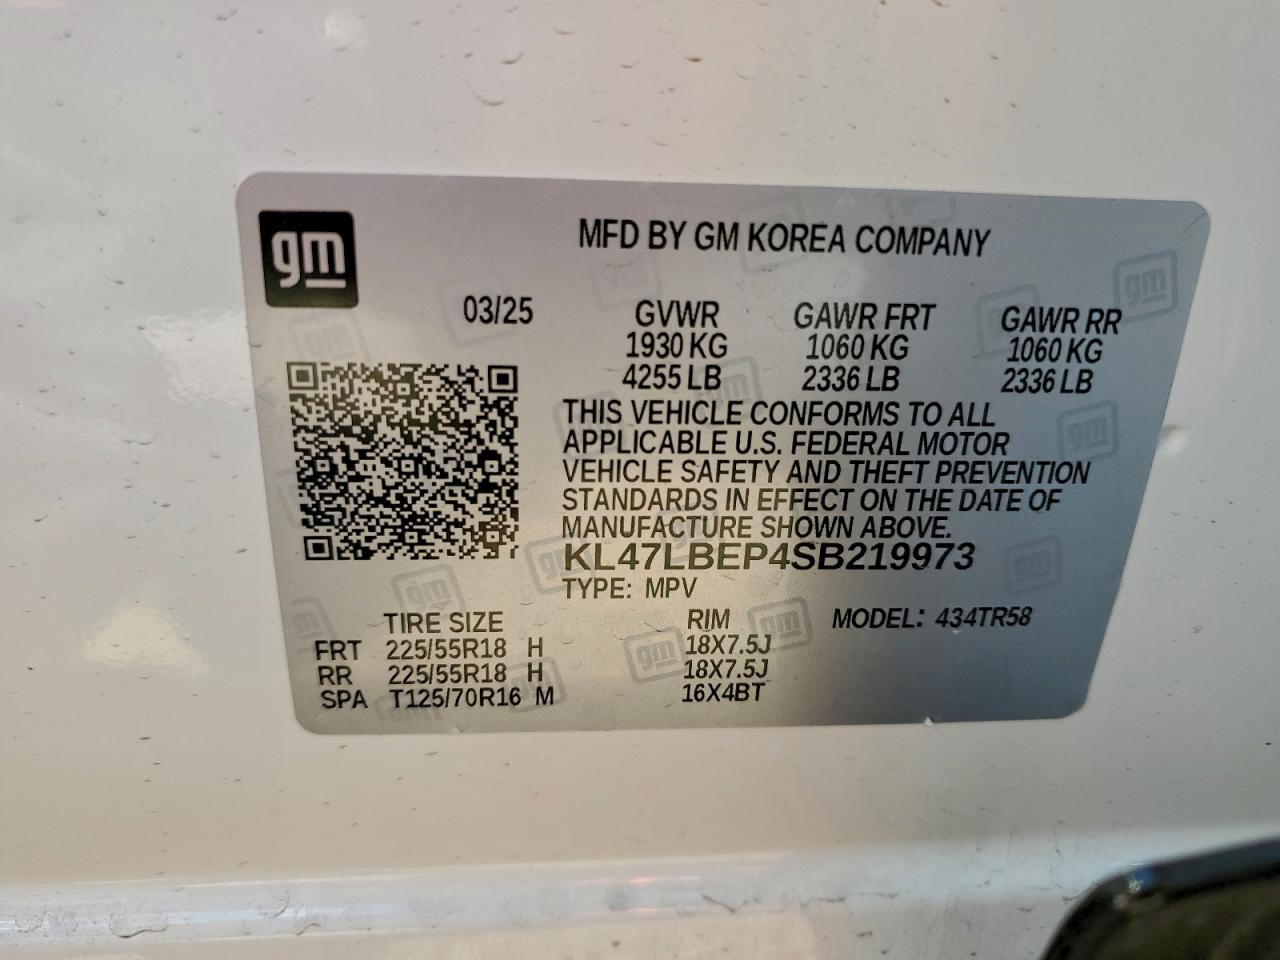 gm
MFD BY GM KOREA COMPANY
03/25 GVWR GAWR FRT GAWR RR
1930 KG 1060 KG 1060 KG
4255 LB 2336 LB 2336 LB
THIS VEHICLE CONFORMS TO ALL
APPLICABLE U.S. FEDERAL MOTOR
VEHICLE SAFETY AND THEFT PREVENTION
STANDARDS IN EFFECT ON THE DATE OF
MANUFACTURE SHOWN ABOVE.
KL47LBEP4SB219973
TYPE: MPV
TIRE SIZE RIM MODEL: 434TR58
FRT 225/55R18 H 18X7.5J
RR 225/55R18 H 18X7.5J
SPA T125/70R16 M 16X4BT